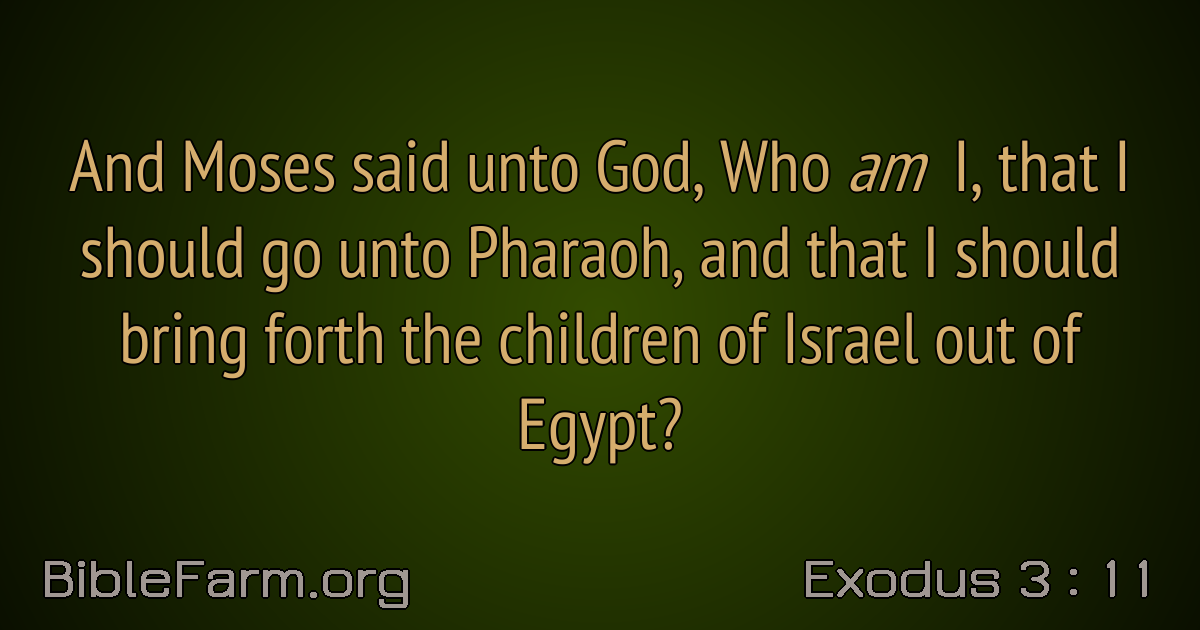 And Moses said unto God, Who am I, that I
should go unto Pharaoh, and that I should
bring forth the children of Israel out of
Egypt?
BibleFarm.org
Exodus 3 : 11